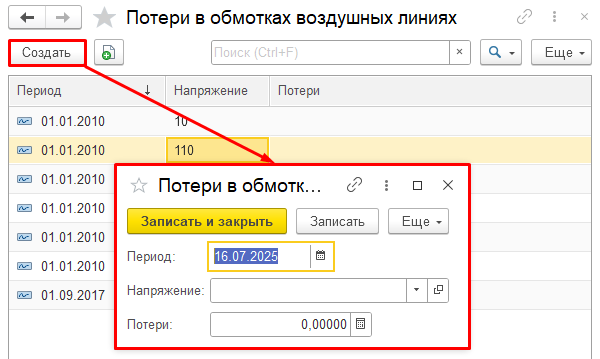 Потери в обмотках воздушных линиях
Создать
Поиск (Ctrl+F)
×
Еще
Период ↓ Напряжение Потери
01.01.2010 10
01.01.2010 110
01.01.2010
Потери в обмотк...
01.01.2010
Записать и закрыть Записать Еще
01.01.2010
Период: 16.07.2025
01.01.2010
Напряжение:
01.09.2017
Потери: 0,00000